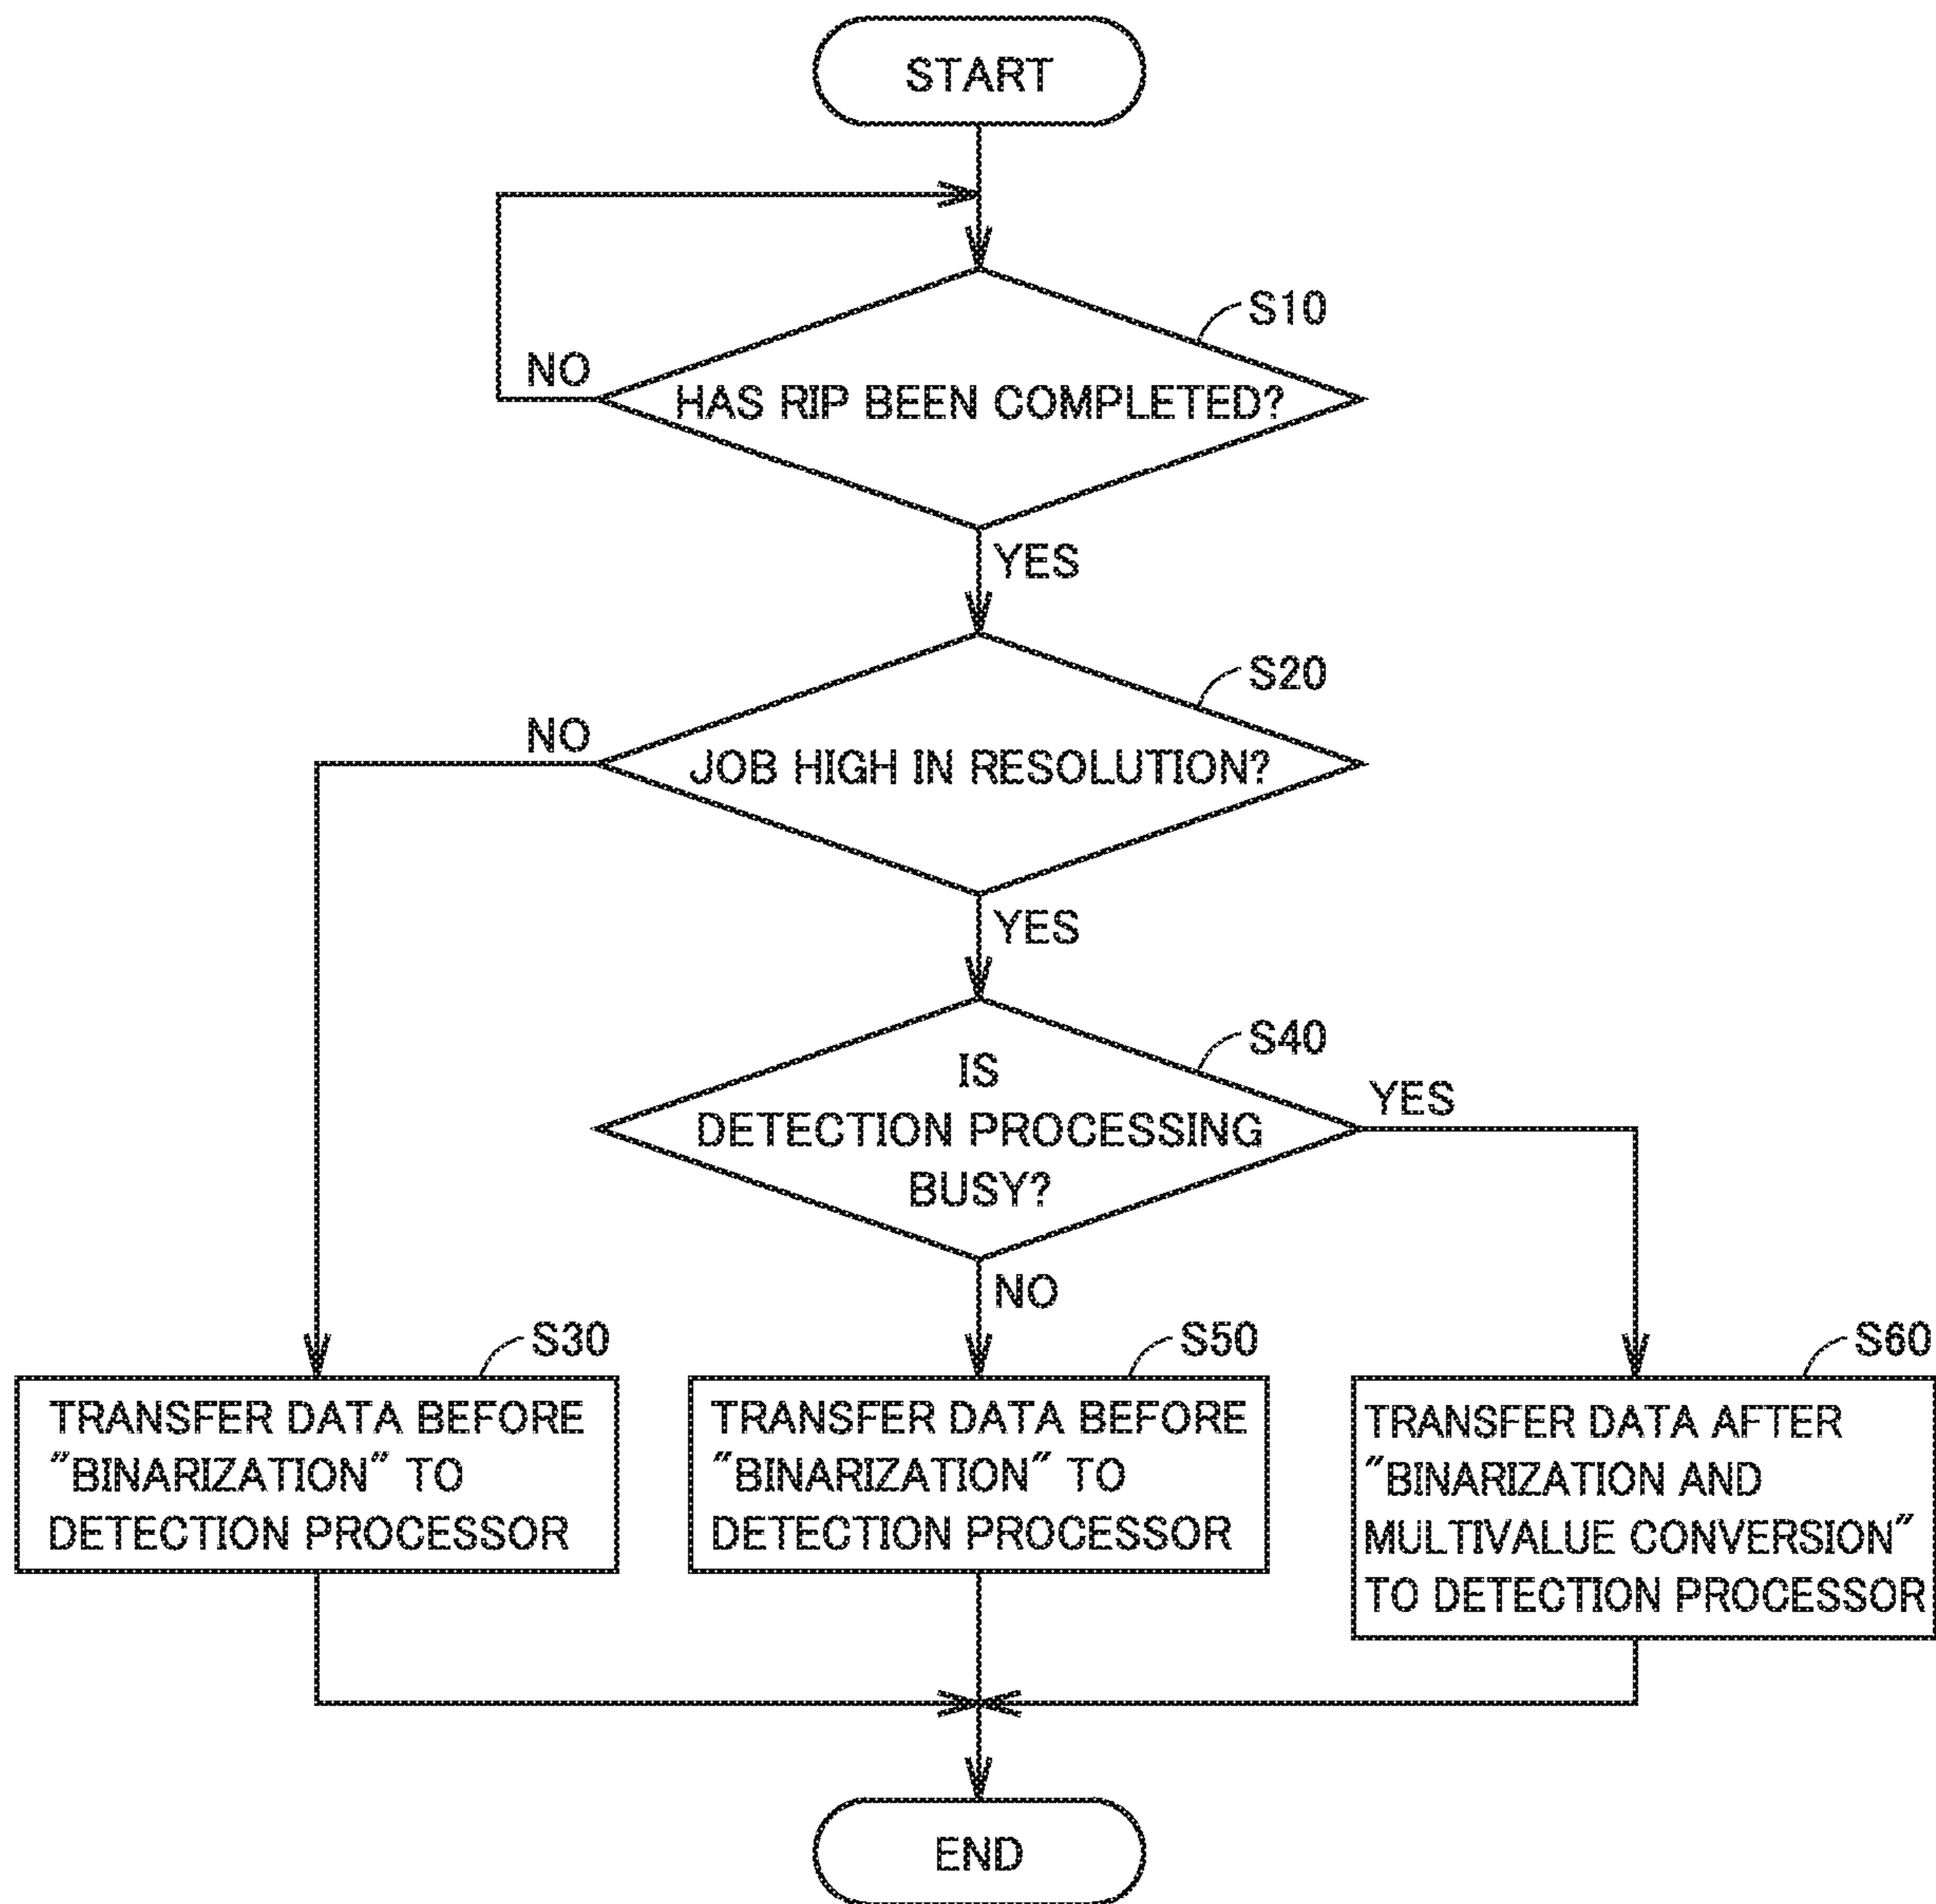 START
S10
NO
HAS RIP BEEN COMPLETED?
YES
S20
NO
JOB HIGH IN RESOLUTION?
YES
S40
IS
DETECTION PROCESSING
BUSY?
YES
NO
S30
TRANSFER DATA BEFORE
"BINARIZATION" TO
DETECTION PROCESSOR
S50
TRANSFER DATA BEFORE
"BINARIZATION" TO
DETECTION PROCESSOR
S60
TRANSFER DATA AFTER
"BINARIZATION AND
MULTIVALUE CONVERSION"
TO DETECTION PROCESSOR
END